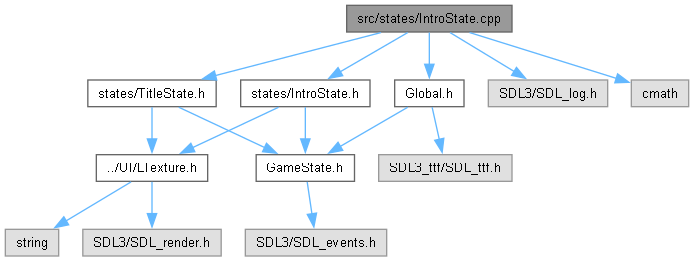 src/states/IntroState.cpp
states/TitleState.h
states/IntroState.h
Global.h
SDL3/SDL_log.h
cmath
../UI/LTexture.h
GameState.h
SDL3_ttf/SDL_ttf.h
string
SDL3/SDL_render.h
SDL3/SDL_events.h